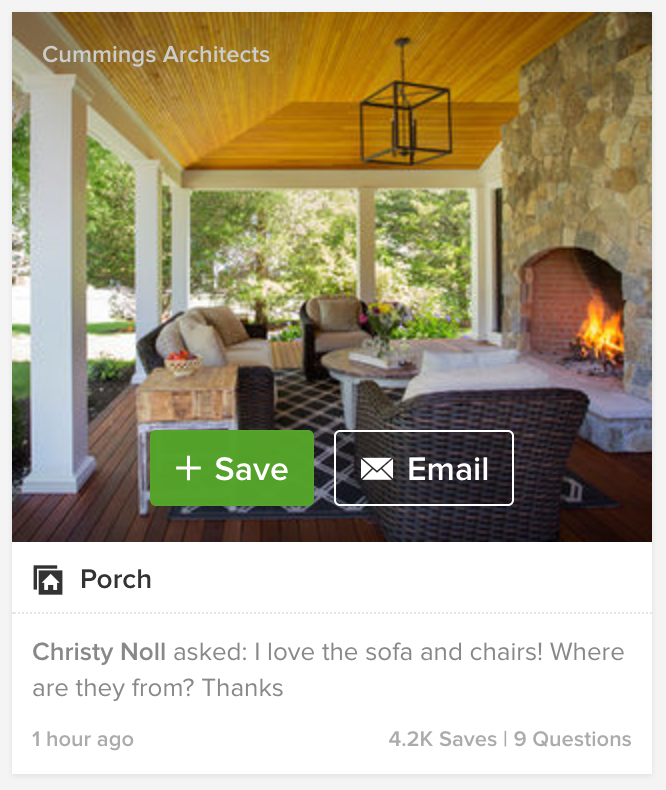 Cummings Architects
+ Save
Email
Porch
Christy Noll asked: I love the sofa and chairs! Where
are they from? Thanks
1 hour ago
4.2K Saves | 9 Questions